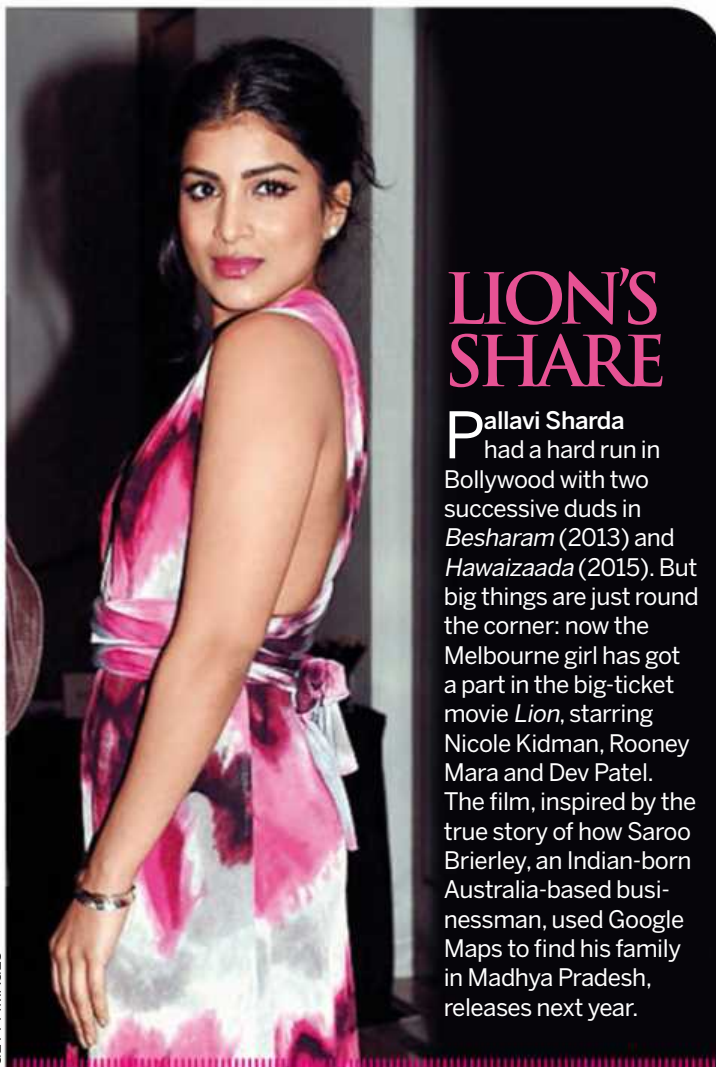 LION'S
SHARE
Pallavi Sharda
had a hard run in
Bollywood with two
successive duds in
Besharam (2013) and
Hawaizaada (2015). But
big things are just round
the corner: now the
Melbourne girl has got
a part in the big-ticket
movie Lion, starring
Nicole Kidman, Rooney
Mara and Dev Patel.
The film, inspired by the
true story of how Saroo
Brierley, an Indian-born
Australia-based busi-
nessman, used Google
Maps to find his family
in Madhya Pradesh,
releases next year.